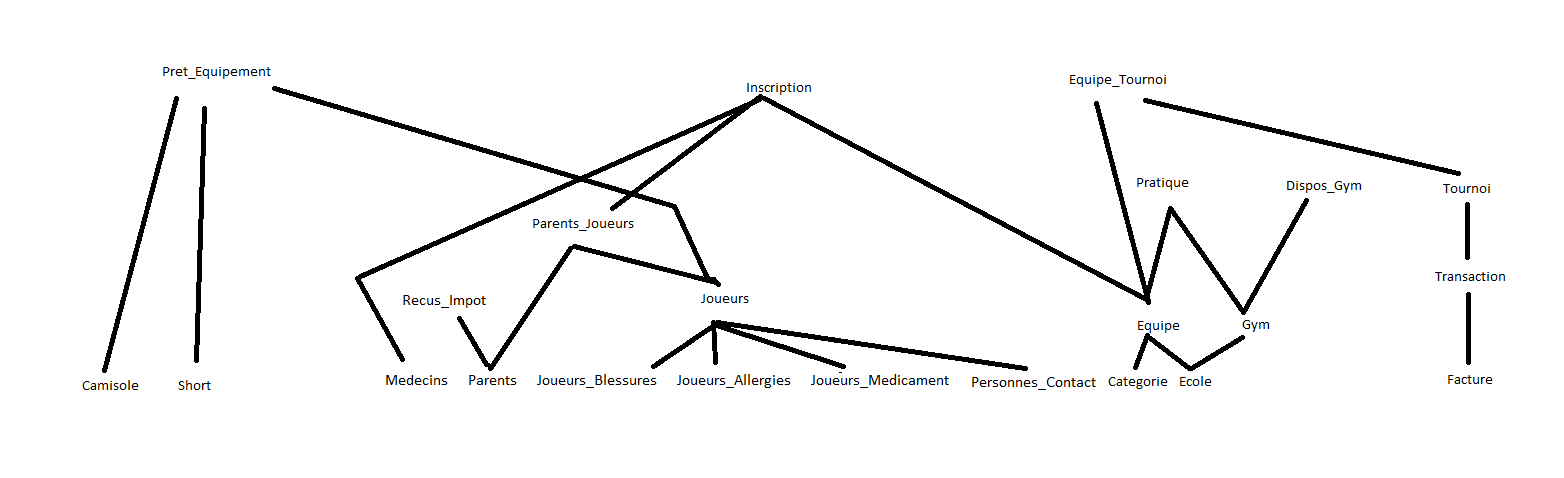 Pret_Equipement
Inscription
Equipe_Tournoi
Pratique
Dispos_Gym
Tournoi
Parents_Joueurs
Transaction
Recus_Impot
Joueurs
Equipe
Gym
Camisole
Short
Medecins
Parents
Joueurs_Blessures
Joueurs_Allergies
Joueurs_Medicament
Personnes_Contact
Categorie
Ecole
Facture